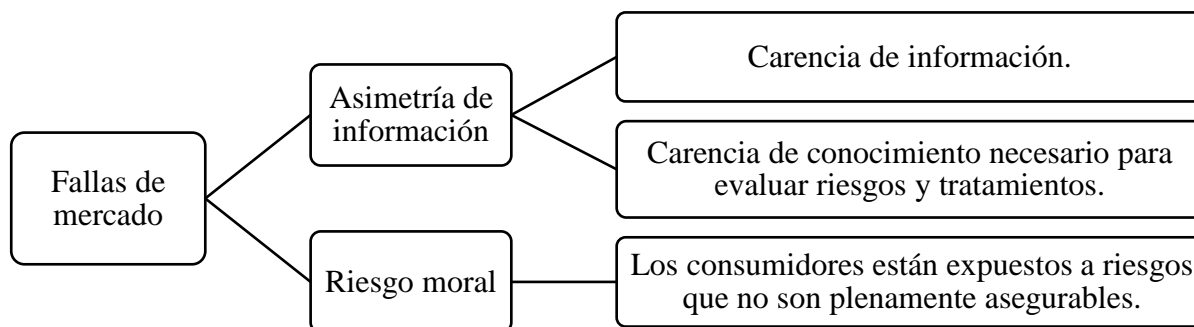 Fallas de
mercado
Asimetría de
información
Carencia de información.
Carencia de conocimiento necesario para
evaluar riesgos y tratamientos.
Riesgo moral
Los consumidores están expuestos a riesgos
que no son plenamente asegurables.